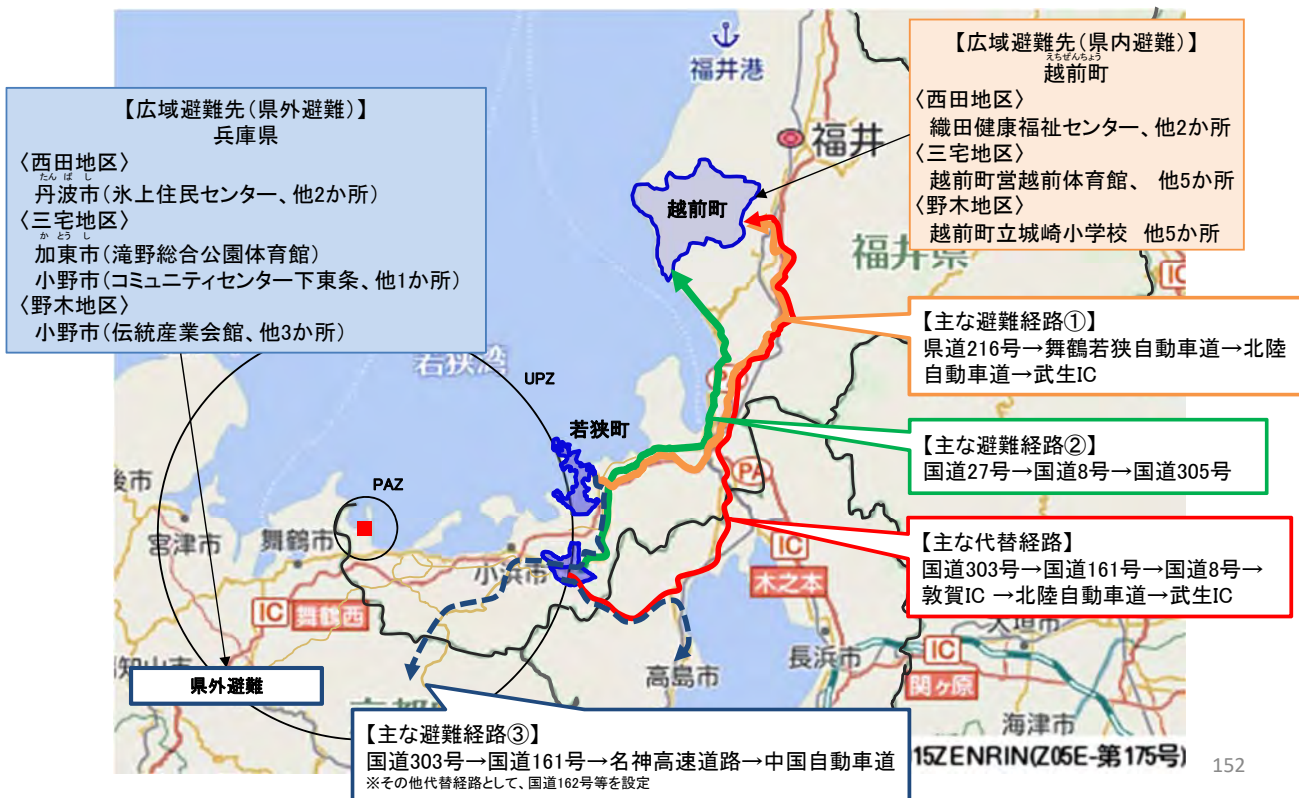 【広域避難先(県外避難)】
兵庫県
〈西田地区〉
たんばし
丹波市(氷上住民センター、他2か所)
〈三宅地区〉
かとうし
加東市(滝野総合公園体育館)
小野市(コミュニティセンター下東条、他1か所)
〈野木地区〉
小野市(伝統産業会館、他3か所)
【広域避難先(県内避難)】
えちぜんちょう
越前町
〈西田地区〉
織田健康福祉センター、他2か所
〈三宅地区〉
越前町営越前体育館、 他5か所
〈野木地区〉
越前町立城崎小学校 他5か所
福井港
福井
越前町
福井県
IC
【主な避難経路①】
県道216号→舞鶴若狭自動車道→北陸
自動車道→武生IC
若狭湾
UPZ
若狭町
【主な避難経路②】
国道27号→国道8号→国道305号
PA
PAZ
後市
宮津市
舞鶴市
小浜市
IC
舞鶴西
IC
木之本
【主な代替経路】
国道303号→国道161号→国道8号→
敦賀IC →北陸自動車道→武生IC
大垣市
長浜市
IC
関ヶ原
高島市
知山市
県外避難
海津市
【主な避難経路③】
国道303号→国道161号→名神高速道路→中国自動車道
※その他代替経路として、国道162号等を設定
15ZENRIN(Z05E-第175号)
152